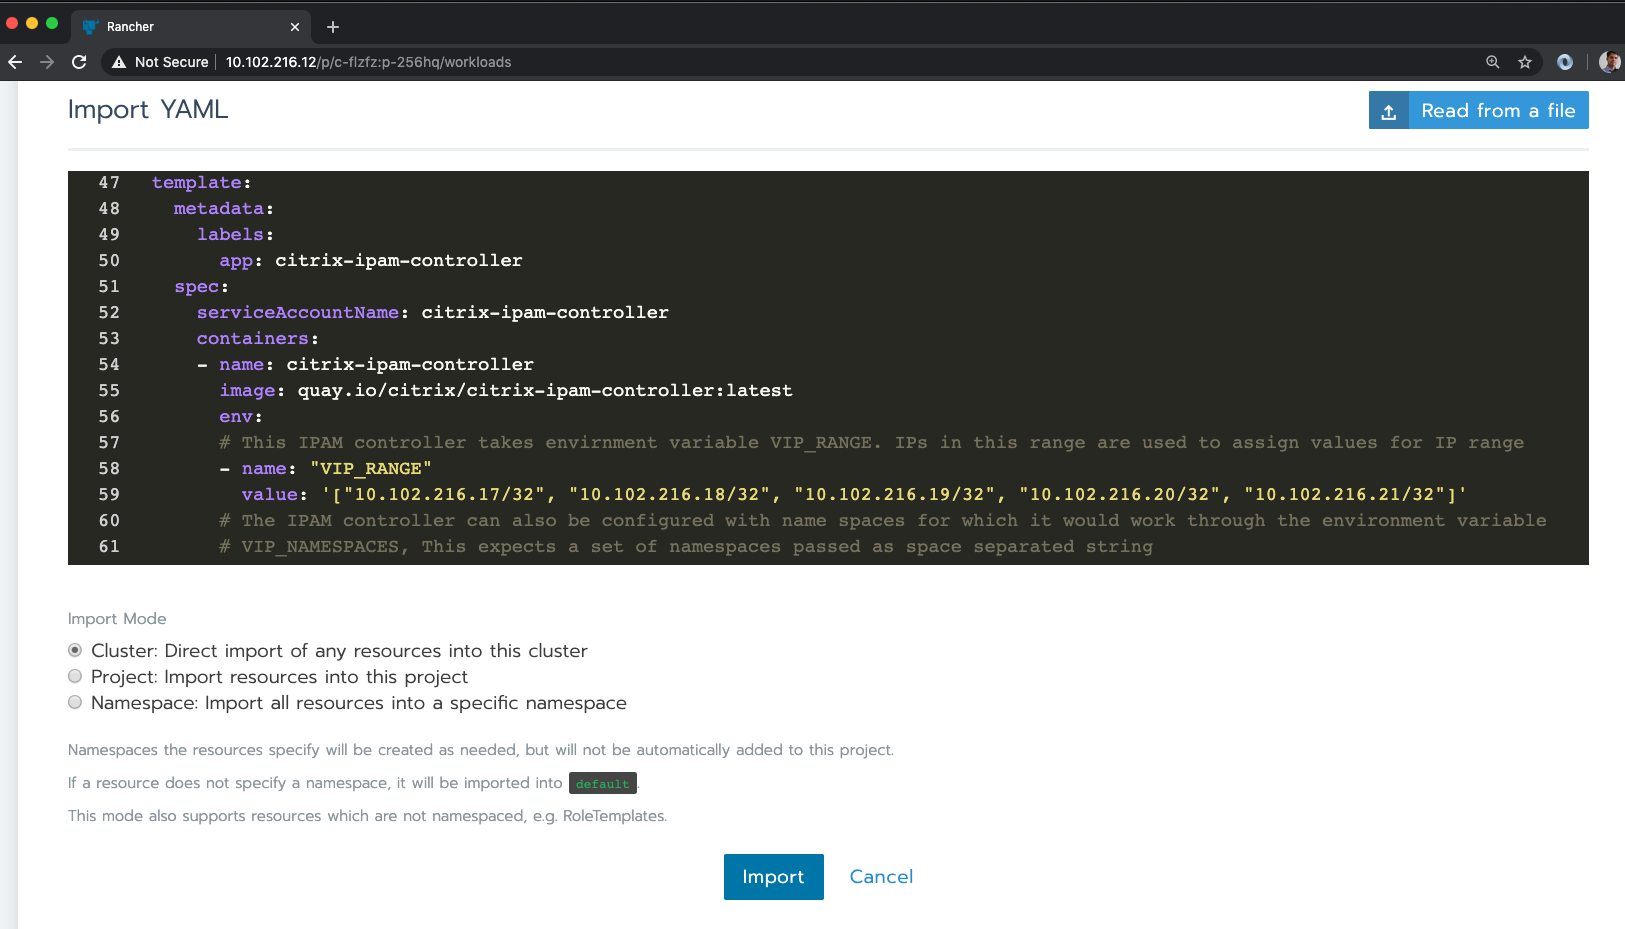 Rancher
Not Secure 10.102.216.12/p/c-flzfz:p-256hq/workloads
Import YAML
Read from a file
47 template:
48 metadata:
49 labels:
50 app: citrix-ipam-controller
51 spec:
52 serviceAccountName: citrix-ipam-controller
53 containers:
54 - name: citrix-ipam-controller
55 image: quay.io/citrix/citrix-ipam-controller:latest
56 env:
57 # This IPAM controller takes envirnment variable VIP_RANGE. IPs in this range are used to assign values for IP range
58 - name: "VIP_RANGE"
59 value: '["10.102.216.17/32", "10.102.216.18/32", "10.102.216.19/32", "10.102.216.20/32", "10.102.216.21/32"]'
60 # The IPAM controller can also be configured with name spaces for which it would work through the environment variable
61 # VIP_NAMESPACES, This expects a set of namespaces passed as space separated string
Import Mode
Cluster: Direct import of any resources into this cluster
Project: Import resources into this project
Namespace: Import all resources into a specific namespace
Namespaces the resources specify will be created as needed, but will not be automatically added to this project.
If a resource does not specify a namespace, it will be imported into default.
This mode also supports resources which are not namespaced, e.g. RoleTemplates.
Import Cancel